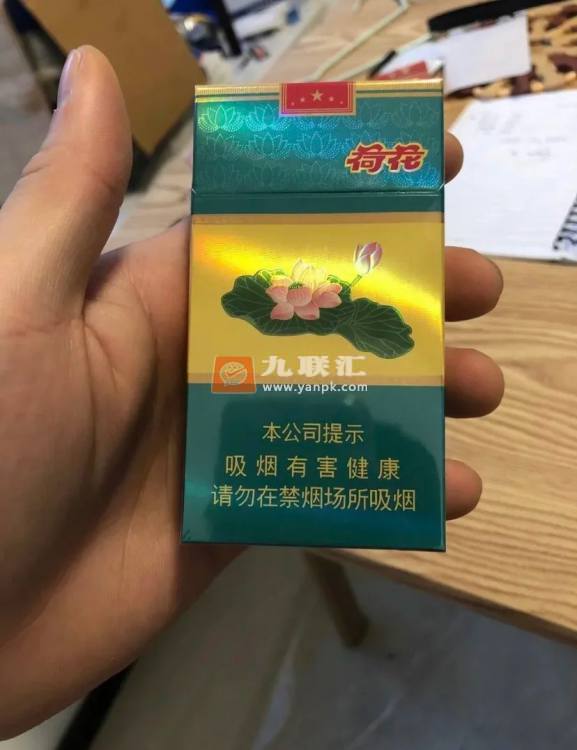 荷花
九联汇
www.yanpk.com
本公司提示
吸烟有害健康
请勿在禁烟场所吸烟